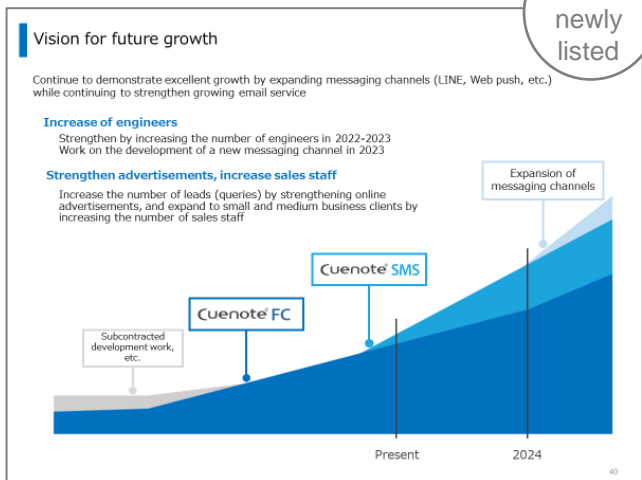 newly
listed
Vision for future growth
Continue to demonstrate excellent growth by expanding messaging channels (LINE, Web push, etc.)
while continuing to strengthen growing email service
Increase of engineers
Strengthen by increasing the number of engineers in 2022-2023
Work on the development of a new messaging channel in 2023
Strengthen advertisements, increase sales staff
Increase the number of leads (queries) by strengthening online
advertisements, and expand to small and medium business clients by
increasing the number of sales staff
Expansion of
messaging channels
Cuenote® SMS
Cuenote® FC
Subcontracted
development work,
etc.
Present
2024
40